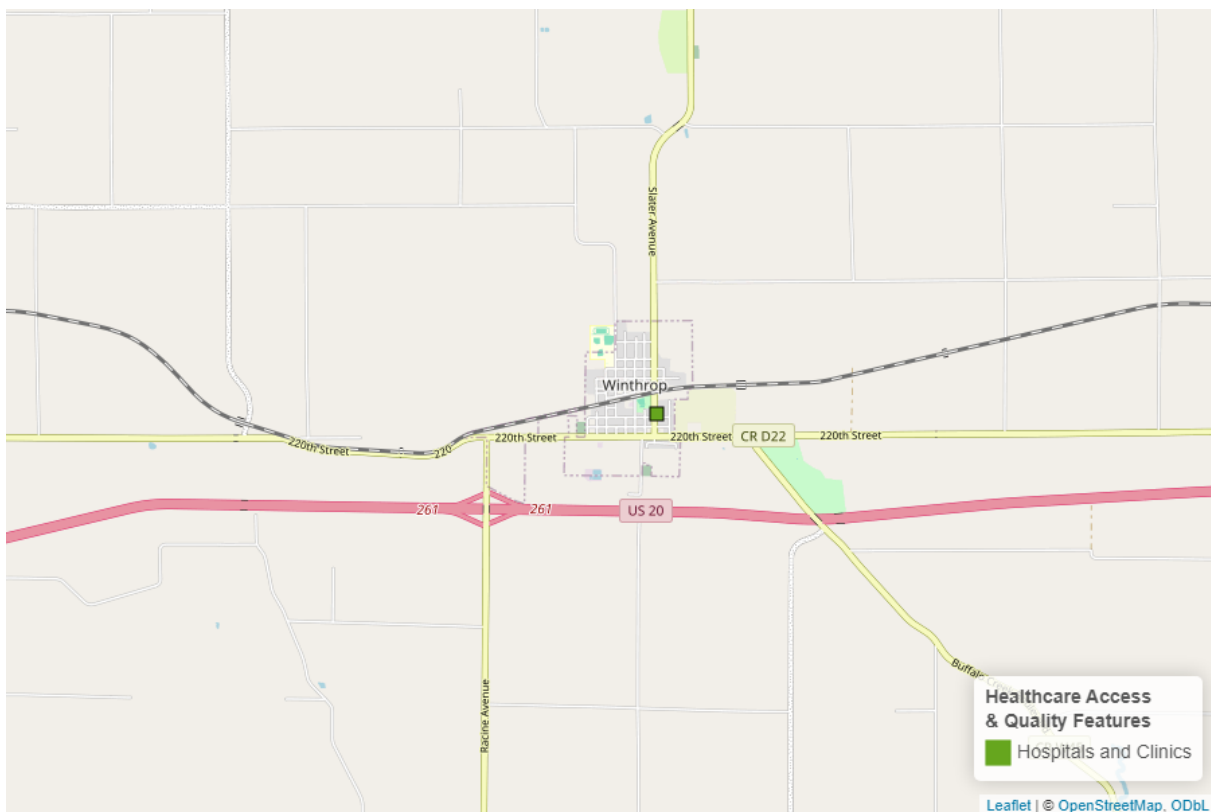 Slater Avenue
Winthrop
220th Street
220th Street
CR D22
220th Street
220th Street
220
261
261
US 20
Racine Avenue
Healthcare Access
& Quality Features
Hospitals and Clinics
Leaflet | © OpenStreetMap, ODbL